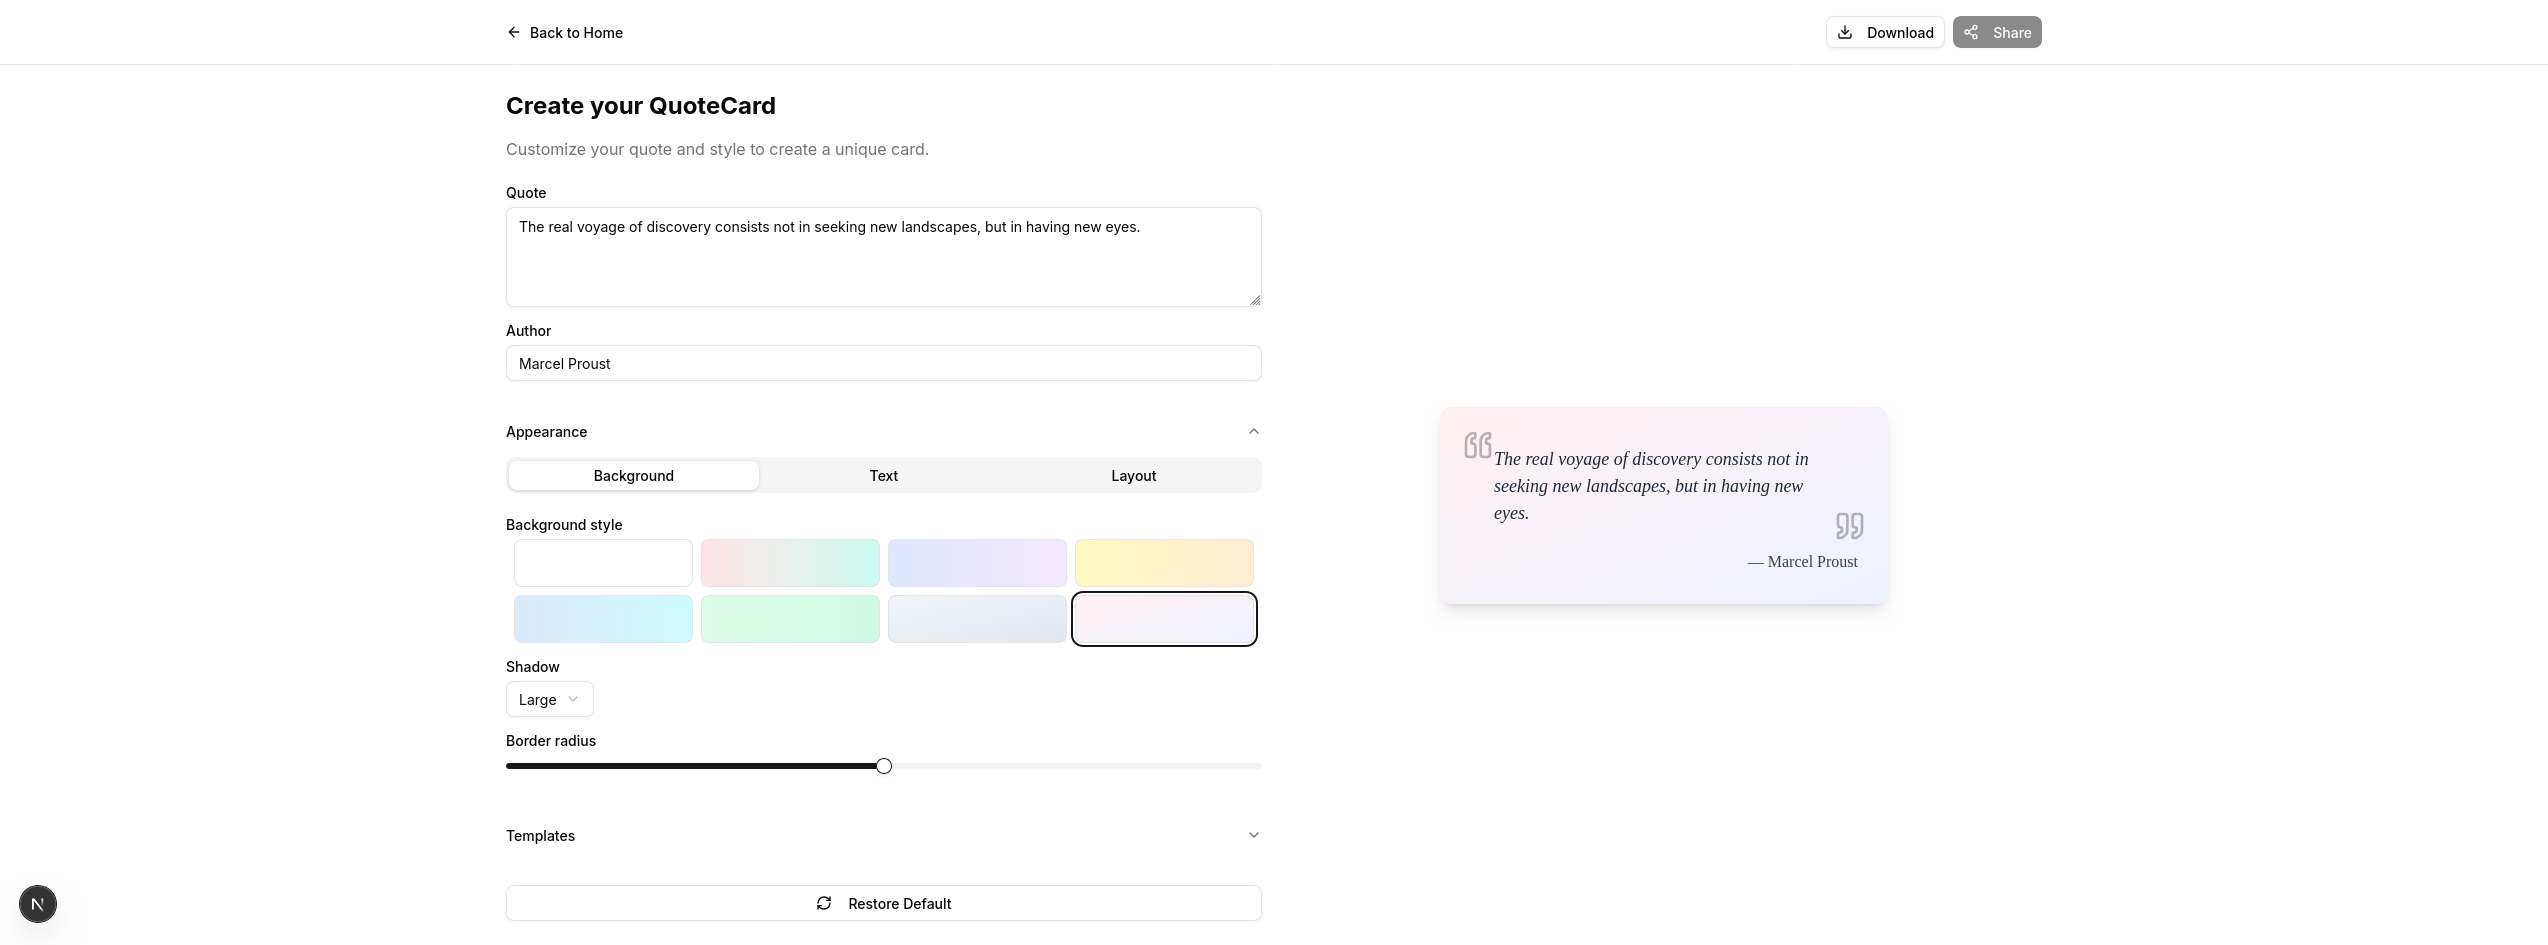 Back to Home
Download
Share
Create your QuoteCard
Customize your quote and style to create a unique card.
Quote
The real voyage of discovery consists not in seeking new landscapes, but in having new eyes.
Author
Marcel Proust
Appearance
Background
Text
Layout
Background style
Shadow
Large
Border radius
Templates
Restore Default
N
The real voyage of discovery consists not in
seeking new landscapes, but in having new
eyes.
— Marcel Proust